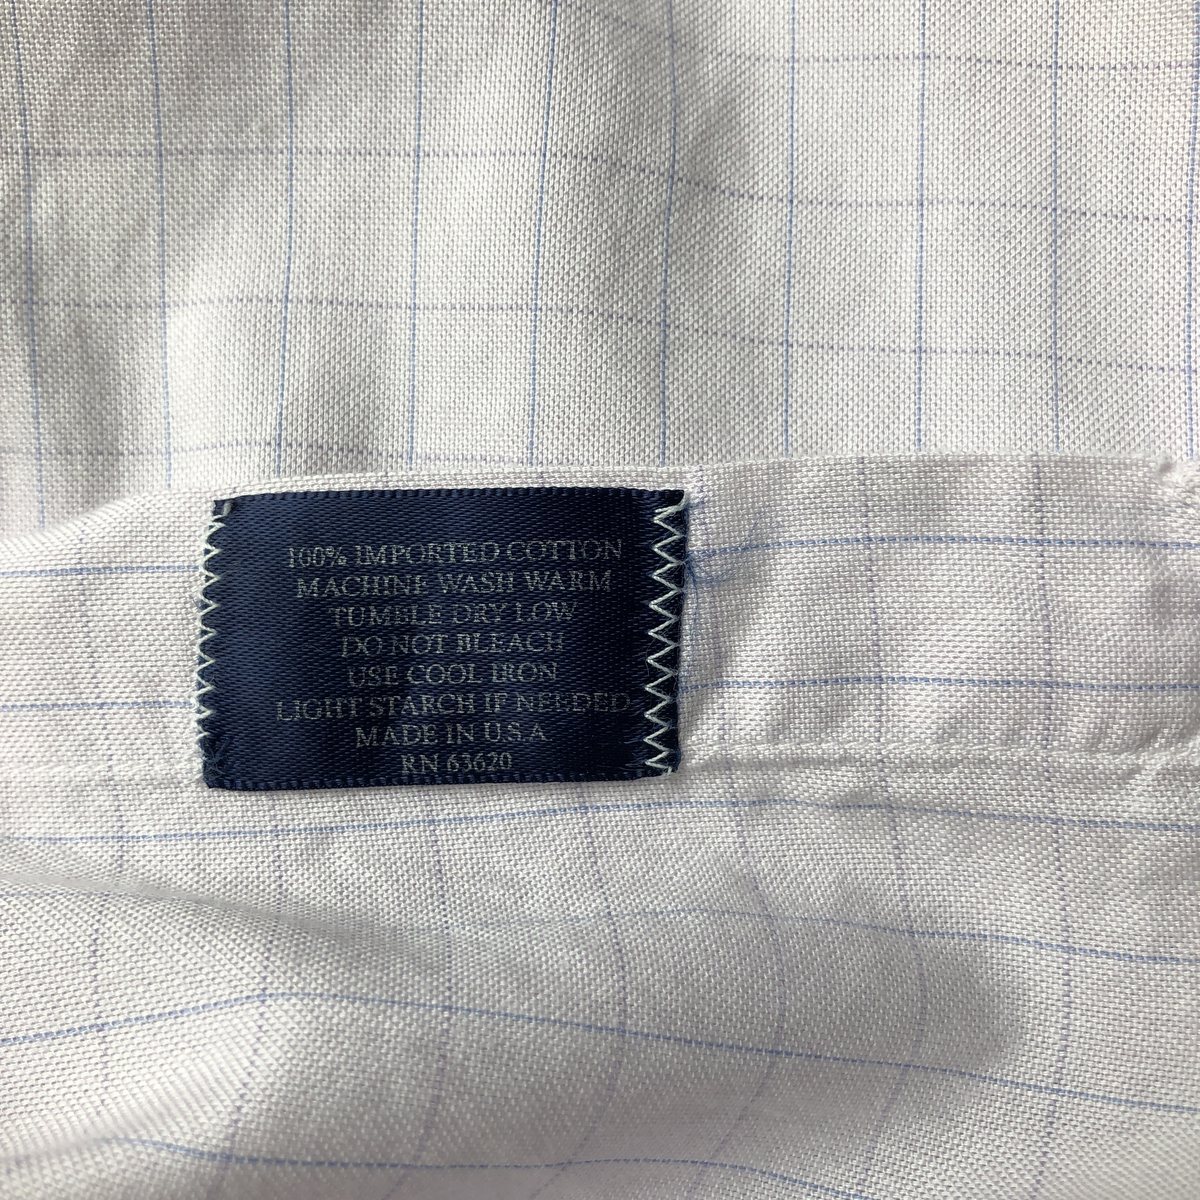 100% IMPORTED COTTON
MACHINE WASH WARM
TUMBLE DRY LOW
DO NOT BLEACH
USE COOL IRON
LIGHT STARCH IF NEEDED
MADE IN U.S.A
RN 63620